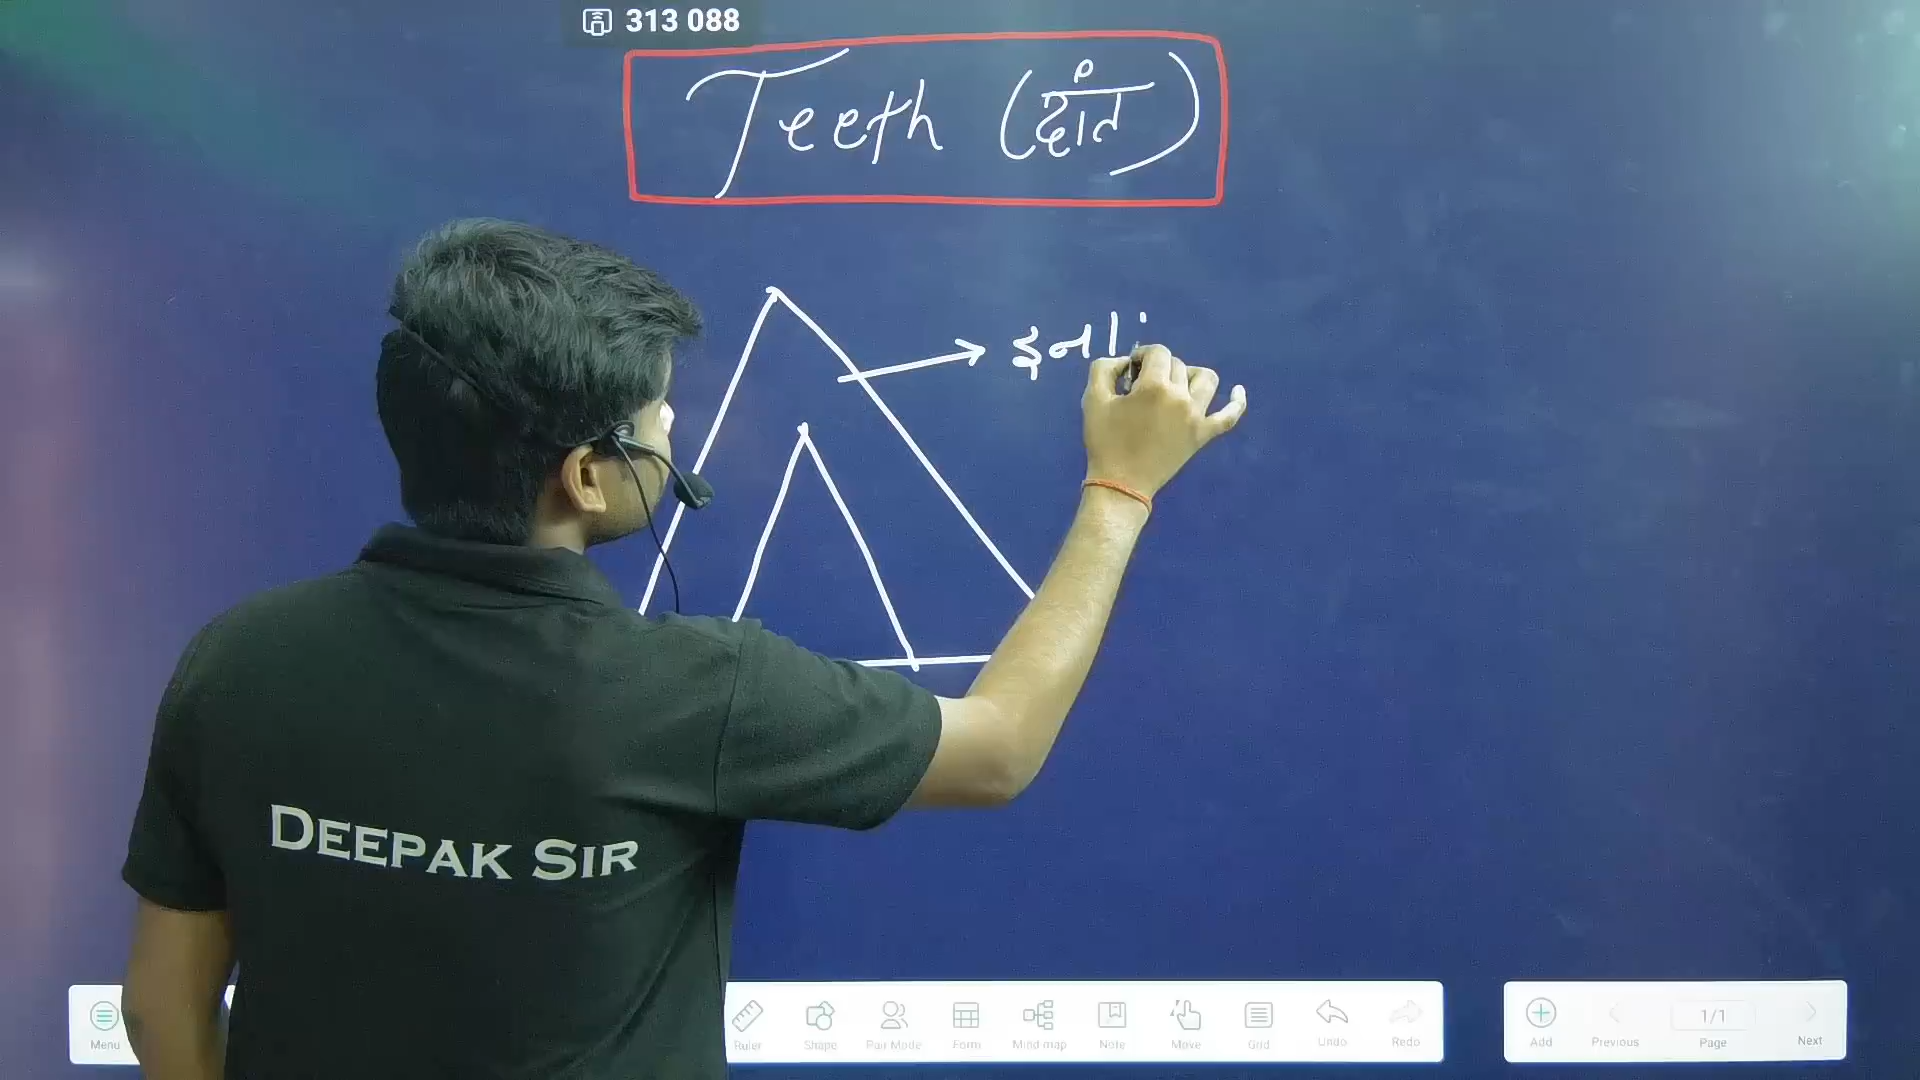 313 088
Teeth (दाँत)
DEEPAK SIR
Menu
Ruler
Shape
Pair Mode
Form
Mind map
Note
Move
Grid
Undo
Redo
Add
Previous
1/1
Page
Next